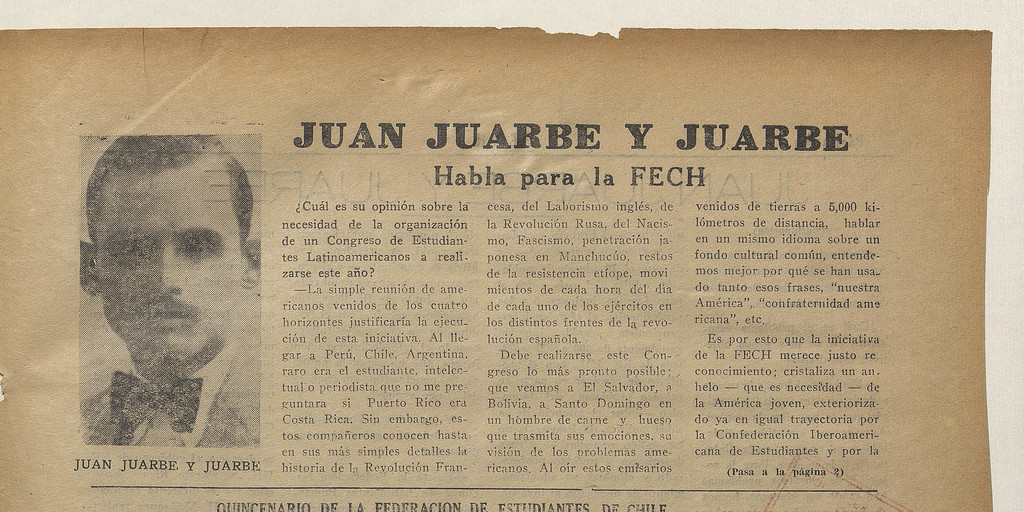 JUAN JUARBE Y JUARBE
Habla para la FECH
¿Cuál es su opinión sobre la
necesidad de la organización
de un Congreso de Estudian-
tes Latinoamericanos a reali-
zarse este año?
—La simple reunión de ame-
ricanos venidos de los cuatro
horizontes justificaría la ejecu-
ción de esta iniciativa. Al lle-
gar a Perú, Chile, Argentina,
raro era el estudiante, intelec-
tual o periodista que no me pre-
guntara si Puerto Rico era
Costa Rica. Sin embargo, es-
tos compañeros conocen hasta
en sus más simples detalles la
historia de la Revolución Fran-
cesa, del Laborismo inglés, de
la Revolución Rusa, del Nacis-
mo, Fascismo, penetración ja-
ponesa en Manchucúo, restos
de la resistencia etíope, movi
mientos de cada hora del día
de cada uno de los ejércitos en
los distintos frentes de la revo-
lución española.
Debe realizarse este Con-
greso lo más pronto posible;
que veamos a El Salvador, a
Bolivia, a Santo Domingo en
un hombre de carne y hueso
que trasmita sus emociones, su
visión de los problemas ame-
ricanos. Al oír estos emisarios
venidos de tierras a 5,000 ki-
lómetros de distancia, hablar
en un mismo idioma sobre un
fondo cultural común, entende-
mos mejor por qué se han usa-
do tanto esos frases, "nuestra
América", "confraternidad ame
ricana", etc.
Es por esto que la iniciativa
de la FECH merece justo re
conocimiento; cristaliza un an-
helo — que es necesidad — de
la América joven, exterioriza-
do ya en igual trayectoria por
la Confederación Iberoameri-
cana de Estudiantes y por la
(Pasa a la página 2)
JUAN JUARBE Y JUARBE
QUINCENARIO DE LA FEDERACION DE ESTUDIANTES DE CHILE